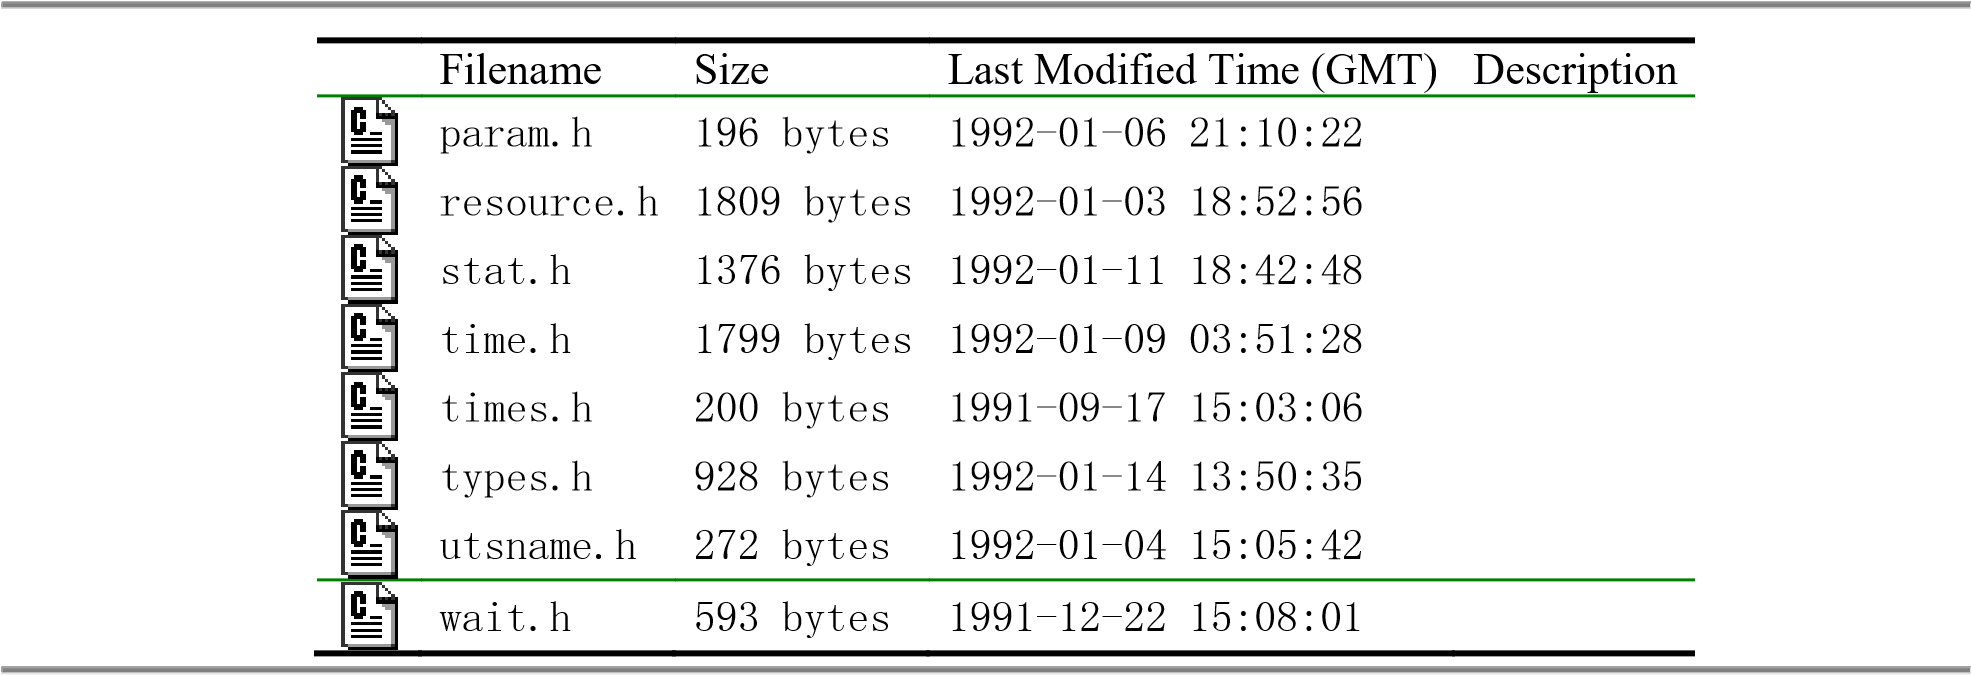 Filename Size Last Modified Time (GMT) Description
param.h 196 bytes 1992-01-06 21:10:22
resource.h 1809 bytes 1992-01-03 18:52:56
stat.h 1376 bytes 1992-01-11 18:42:48
time.h 1799 bytes 1992-01-09 03:51:28
times.h 200 bytes 1991-09-17 15:03:06
types.h 928 bytes 1992-01-14 13:50:35
utsname.h 272 bytes 1992-01-04 15:05:42
wait.h 593 bytes 1991-12-22 15:08:01